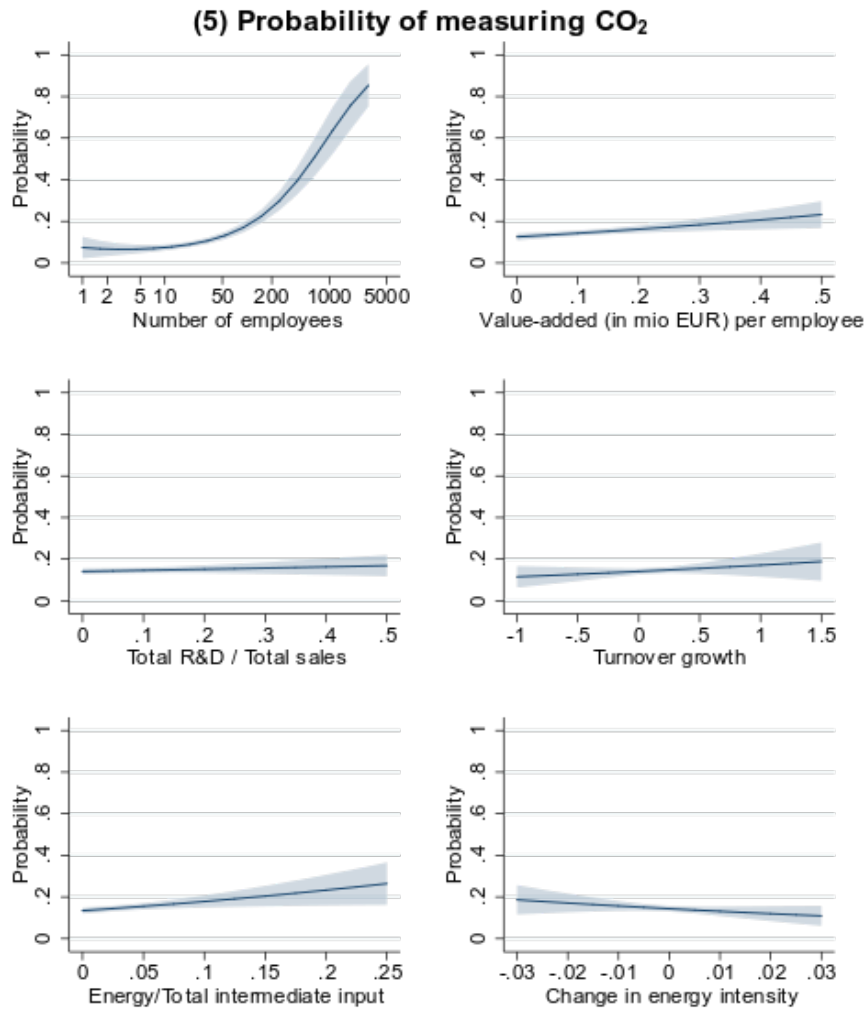 (5) Probability of measuring CO₂
Probability
1
.8
.6
.4
.2
0
1 2 5 10 50 200 1000 5000
Number of employees
Probability
1
.8
.6
.4
.2
0
0 .1 .2 .3 .4 .5
Value-added (in mio EUR) per employee
Probability
1
.8
.6
.4
.2
0
0 .1 .2 .3 .4 .5
Total R&D / Total sales
Probability
1
.8
.6
.4
.2
0
-1 -.5 0 .5 1 1.5
Turnover growth
Probability
1
.8
.6
.4
.2
0
0 .05 .1 .15 .2 .25
Energy/Total intermediate input
Probability
1
.8
.6
.4
.2
0
-.03 -.02 -.01 0 .01 .02 .03
Change in energy intensity